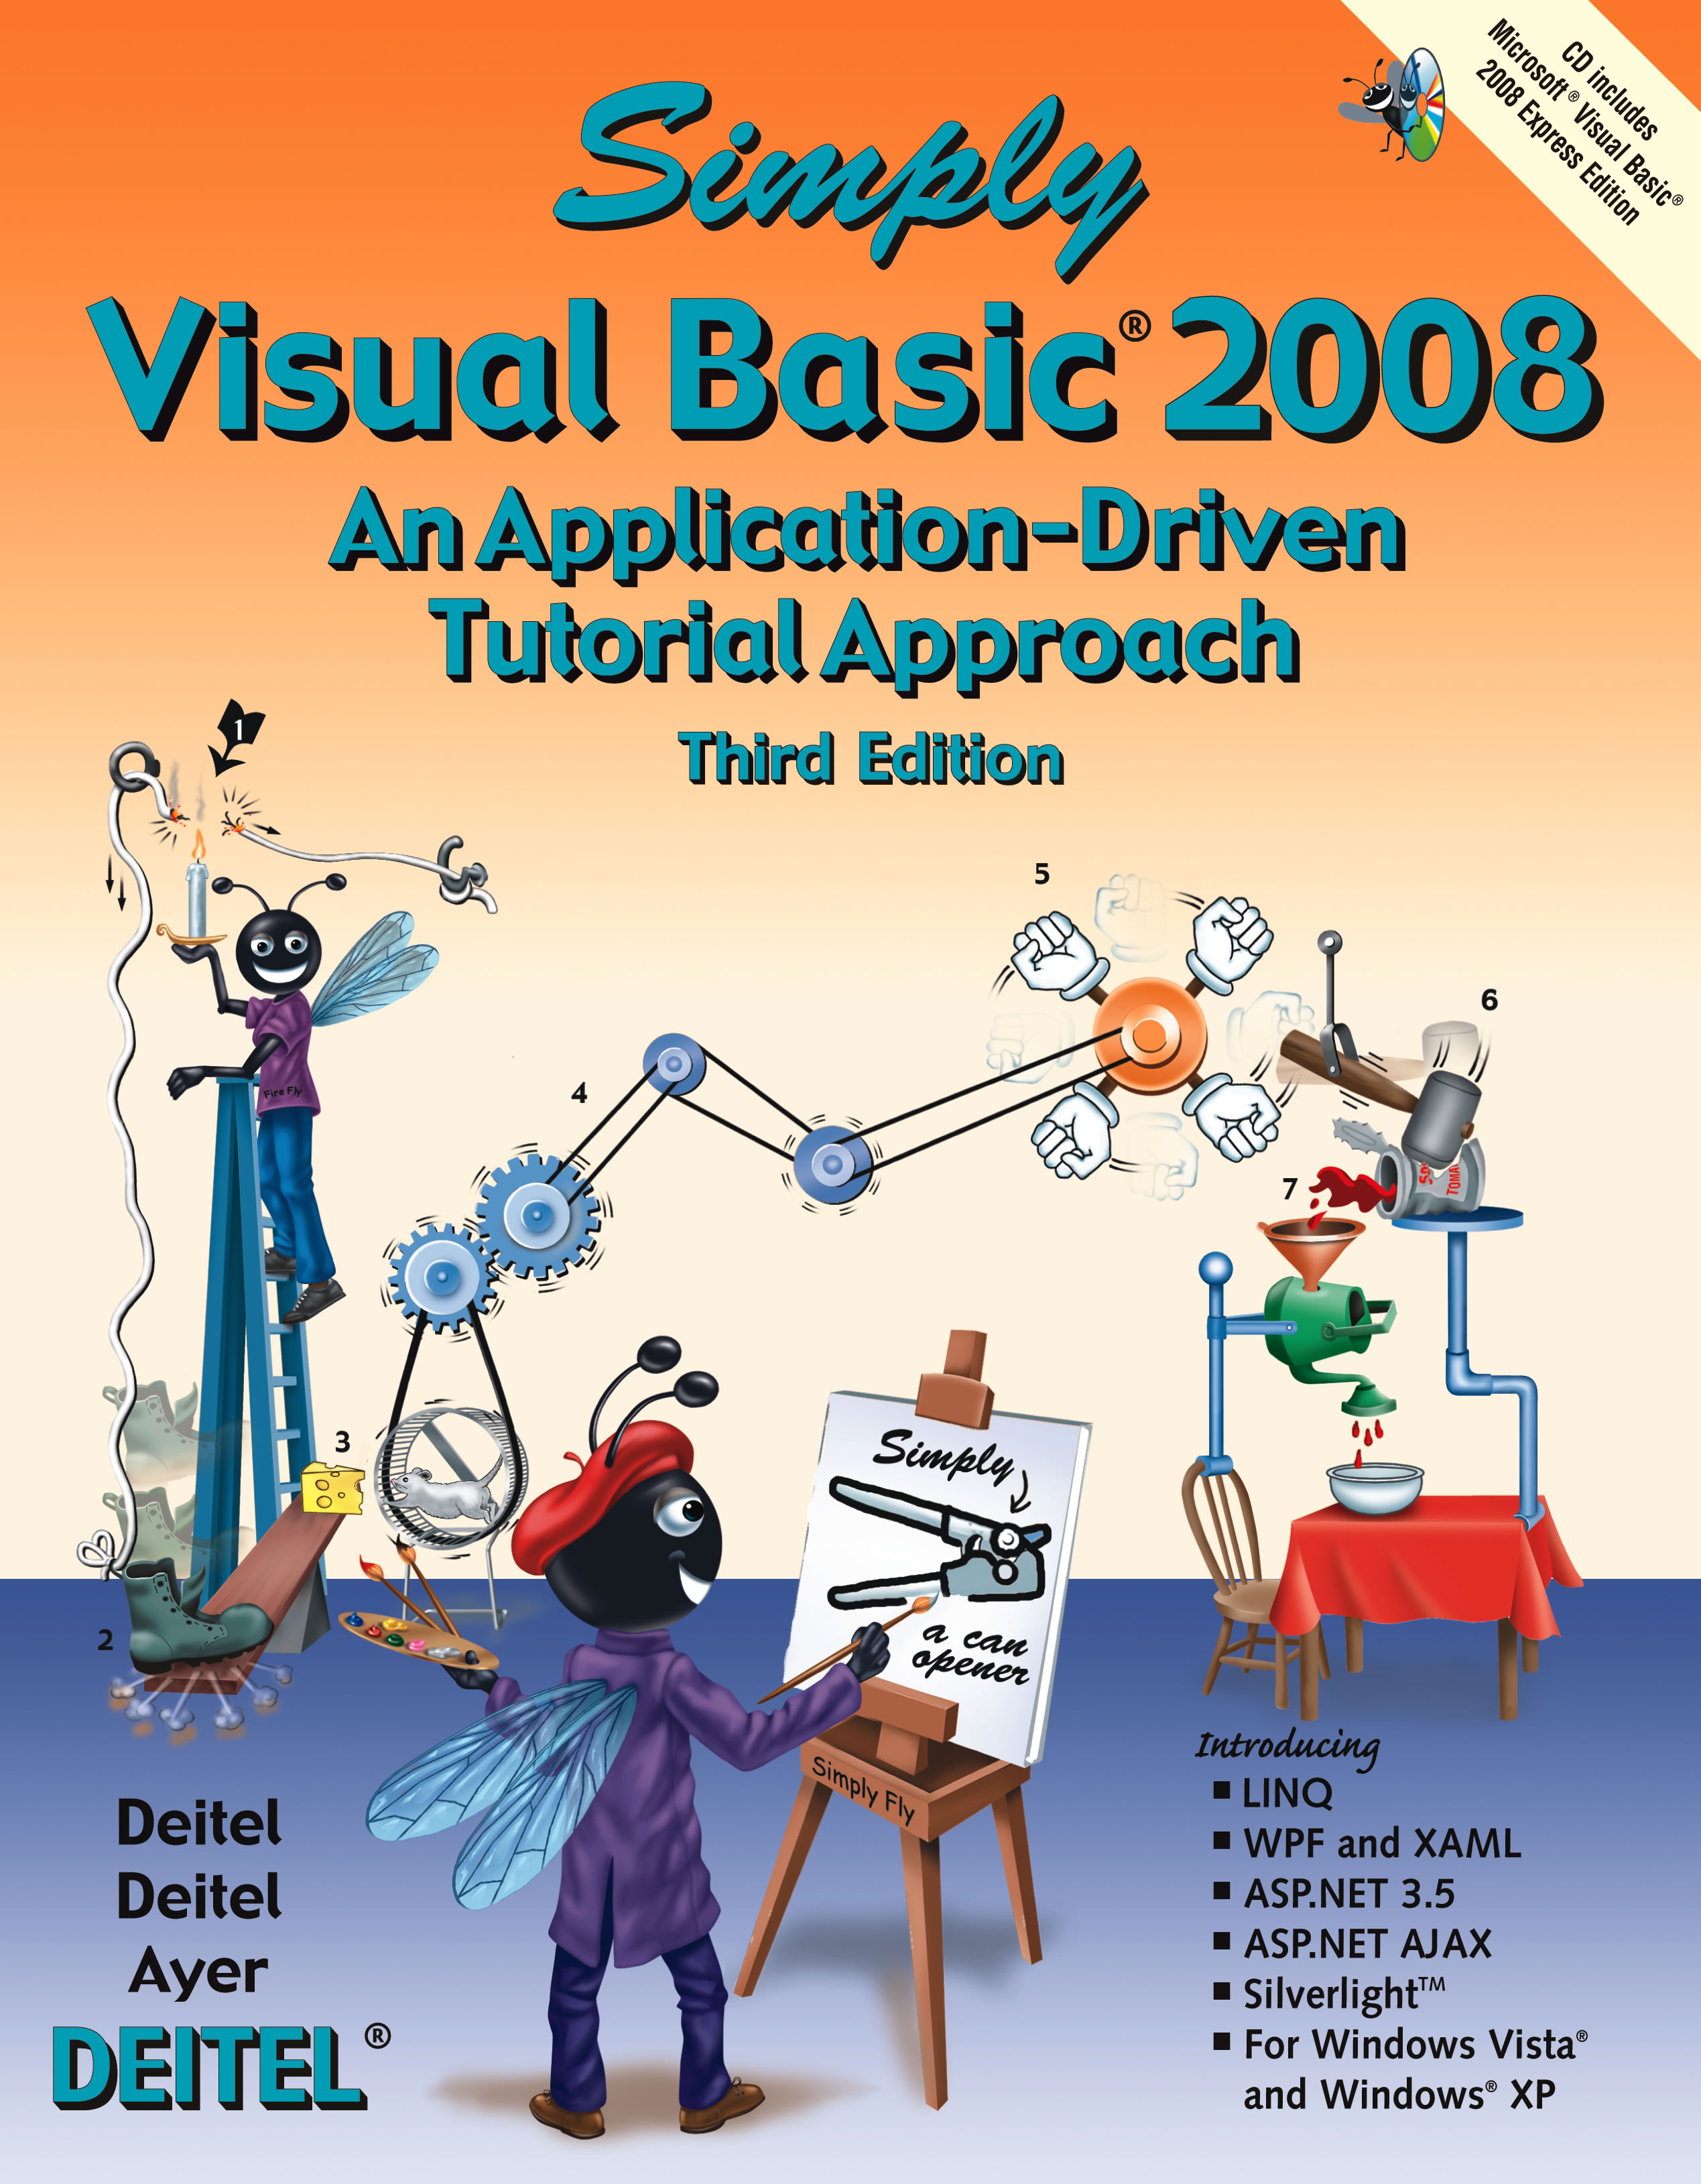 CD includes
Microsoft® Visual Basic®
2008 Express Edition
Simply
Visual Basic® 2008
An Application-Driven
Tutorial Approach
Third Edition
1
5
6
Fire Fly
4
7
TOMA
3
Simply
2
a can
opener
Simply Fly
Introducing
■ LINQ
■ WPF and XAML
■ ASP.NET 3.5
■ ASP.NET AJAX
■ Silverlight™
■ For Windows Vista®
and Windows® XP
Deitel
Deitel
Ayer
DEITEL®